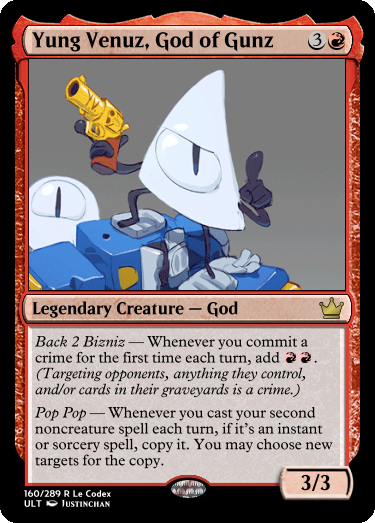 Yung Venuz, God of Gunz 3
Legendary Creature — God
Back 2 Bizniz — Whenever you commit a
crime for the first time each turn, add .
(Targeting opponents, anything they control,
and/or cards in their graveyards is a crime.)
Pop Pop — Whenever you cast your second
noncreature spell each turn, if it's an instant
or sorcery spell, copy it. You may choose new
targets for the copy.
3/3
160/289 R Le Codex
ULT Justinchan